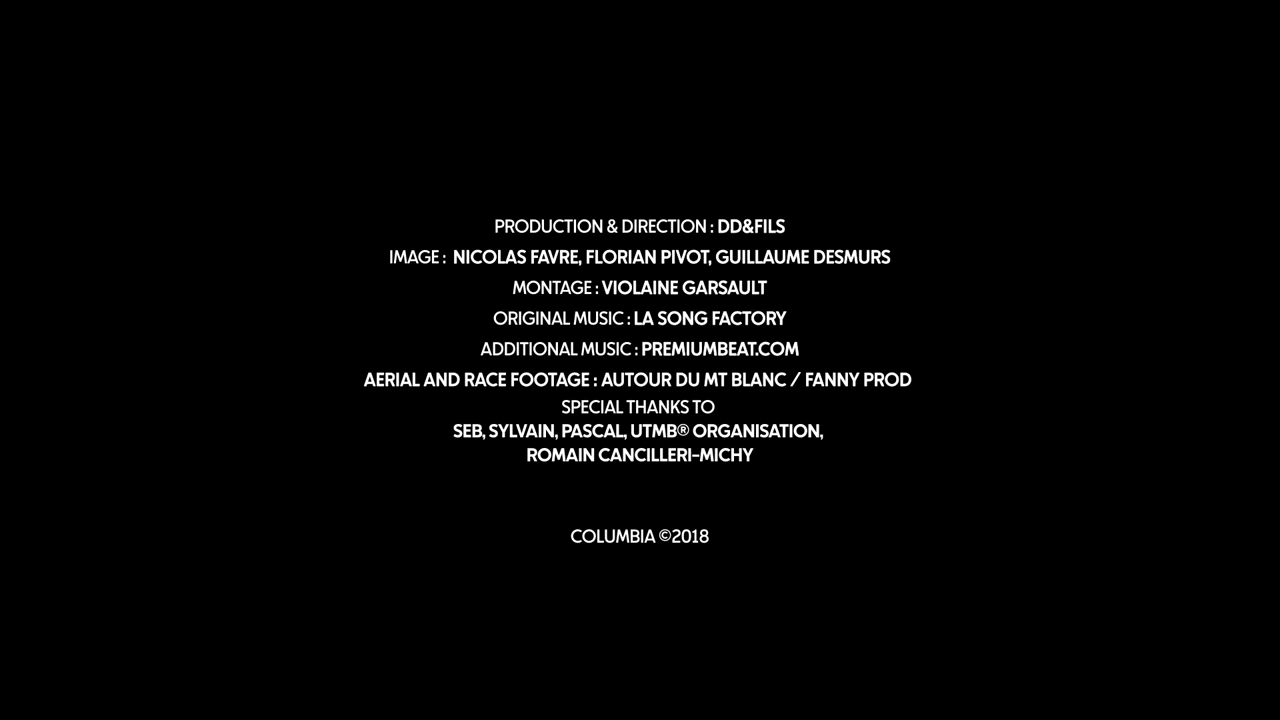 PRODUCTION & DIRECTION : DD&FILS
IMAGE : NICOLAS FAVRE, FLORIAN PIVOT, GUILLAUME DESMURS
MONTAGE : VIOLAINE GARSAULT
ORIGINAL MUSIC : LA SONG FACTORY
ADDITIONAL MUSIC : PREMIUMBEAT.COM
AERIAL AND RACE FOOTAGE : AUTOUR DU MT BLANC / FANNY PROD
SPECIAL THANKS TO
SEB, SYLVAIN, PASCAL, UTMB® ORGANISATION,
ROMAIN CANCILLERI-MICHY
COLUMBIA ©2018